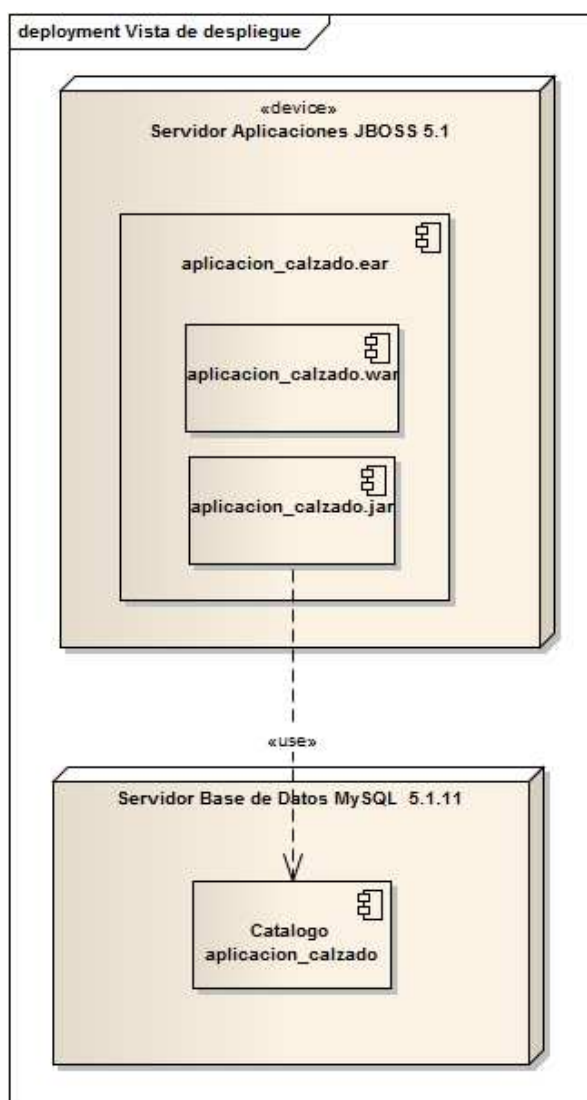 deployment Vista de despliegue
«device»
Servidor Aplicaciones JBOSS 5.1
aplicacion_calzado.ear
aplicacion_calzado.war
aplicacion_calzado.jar
«use»
Servidor Base de Datos MySQL 5.1.11
Catalogo
aplicacion_calzado